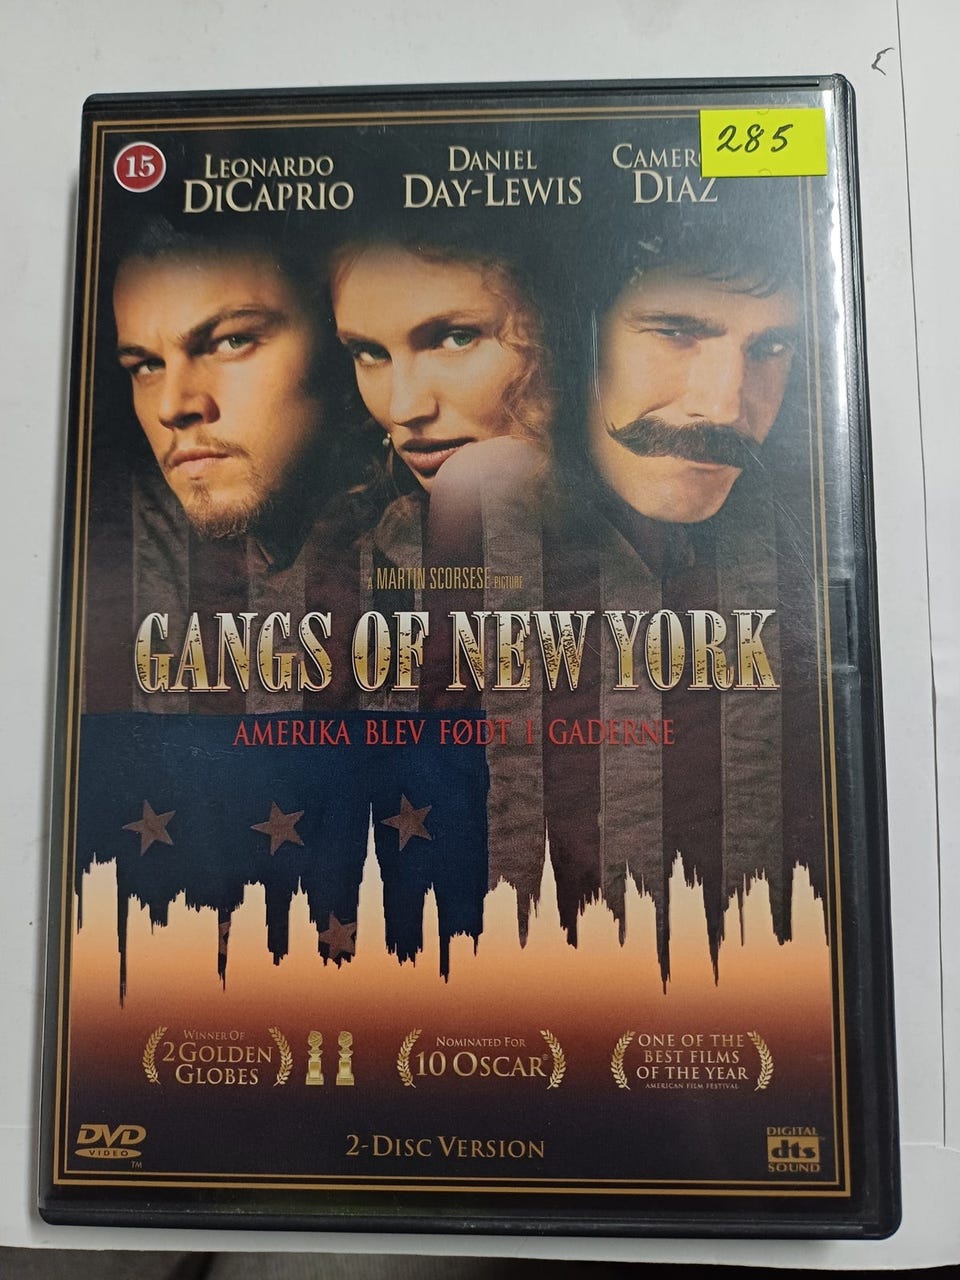 285
15
LEONARDO
DICAPRIO
DANIEL
DAY-LEWIS
DIAZ
A MARTIN SCORSESE PICTURE
GANGS OF NEW YORK
AMERIKA BLEV FØDT I GADERNE
WINNER OF
2 GOLDEN
GLOBES
NOMINATED FOR
10 OSCAR®
ONE OF THE
BEST FILMS
OF THE YEAR
AMERICAN FILM FESTIVAL
DVD
VIDEO
TM
2-DISC VERSION
DIGITAL
dts
SOUND